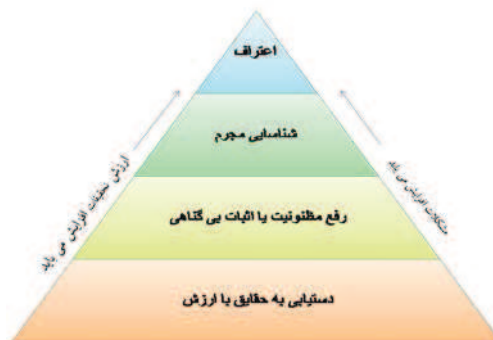 اعتراف
شناسایی مجرم
رفع مظنونیت یا اثبات بی گناهی
دستیابی به حقایق با ارزش
ارزش تحقیقات افزایش می یابد
مشکلات افزایش می یابد